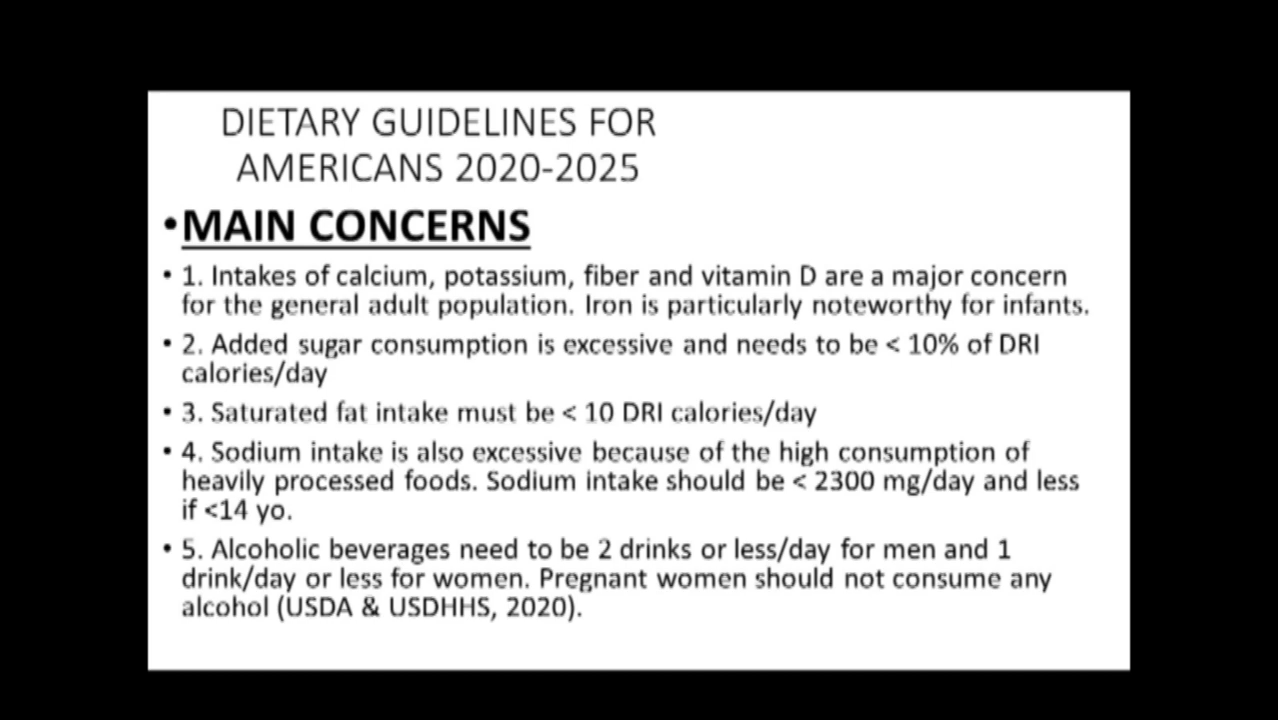 DIETARY GUIDELINES FOR
AMERICANS 2020-2025
•MAIN CONCERNS
• 1. Intakes of calcium, potassium, fiber and vitamin D are a major concern
for the general adult population. Iron is particularly noteworthy for infants.
• 2. Added sugar consumption is excessive and needs to be < 10% of DRI
calories/day
• 3. Saturated fat intake must be < 10 DRI calories/day
• 4. Sodium intake is also excessive because of the high consumption of
heavily processed foods. Sodium intake should be < 2300 mg/day and less
if <14 yo.
• 5. Alcoholic beverages need to be 2 drinks or less/day for men and 1
drink/day or less for women. Pregnant women should not consume any
alcohol (USDA & USDHHS, 2020).